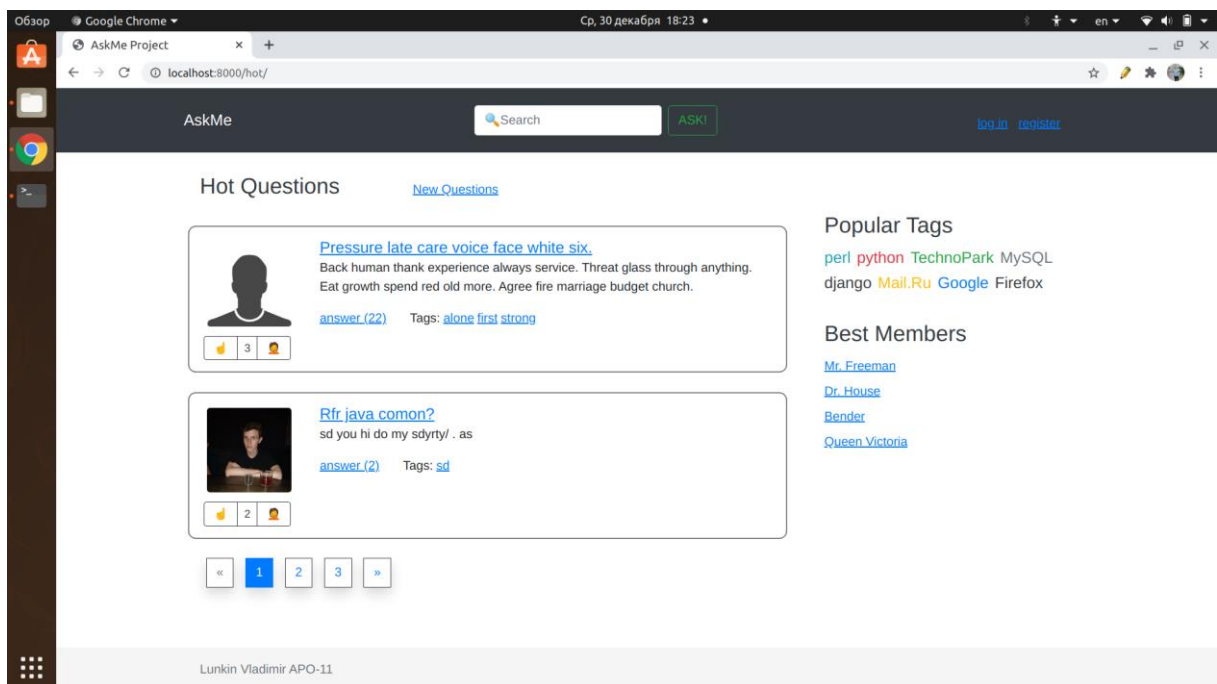 Обзор Google Chrome Ср, 30 декабря 18:23 en
AskMe Project
localhost:8000/hot/
AskMe Search ASK! log in register
Hot Questions New Questions
Pressure late care voice face white six.
Back human thank experience always service. Threat glass through anything.
Eat growth spend red old more. Agree fire marriage budget church.
answer (22) Tags: alone first strong
3
Rfr java comon?
sd you hi do my sdyrty/ . as
answer (2) Tags: sd
2
« 1 2 3 »
Popular Tags
perl python TechnoPark MySQL
django Mail.Ru Google Firefox
Best Members
Mr. Freeman
Dr. House
Bender
Queen Victoria
Lunkin Vladimir APO-11